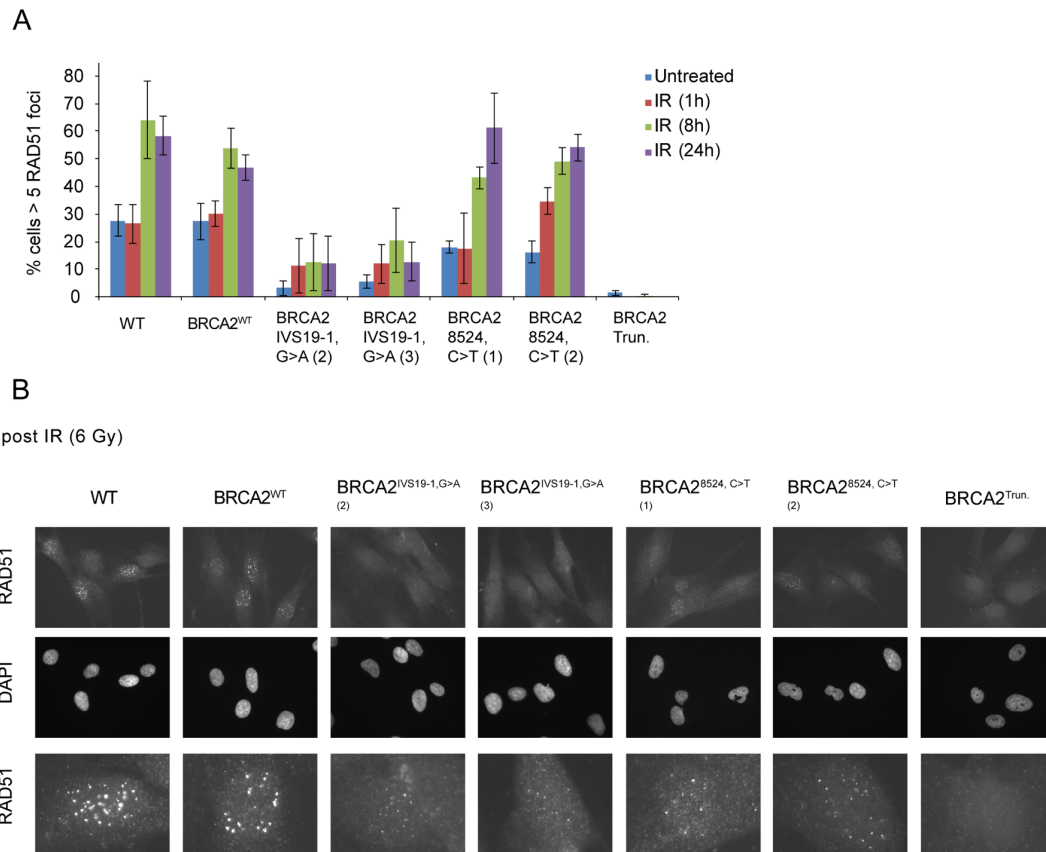 A
80
70
60
50
40
30
20
10
0
% cells > 5 RAD51 foci
Untreated
IR (1h)
IR (8h)
IR (24h)
WT
BRCA2WT
BRCA2
IVS19-1,
G>A (2)
BRCA2
IVS19-1,
G>A (3)
BRCA2
8524,
C>T (1)
BRCA2
8524,
C>T (2)
BRCA2
Trun.
B
post IR (6 Gy)
WT
BRCA2WT
BRCA2IVS19-1,G>A
(2)
BRCA2IVS19-1,G>A
(3)
BRCA28524, C>T
(1)
BRCA28524, C>T
(2)
BRCA2Trun.
RAD51
DAPI
RAD51